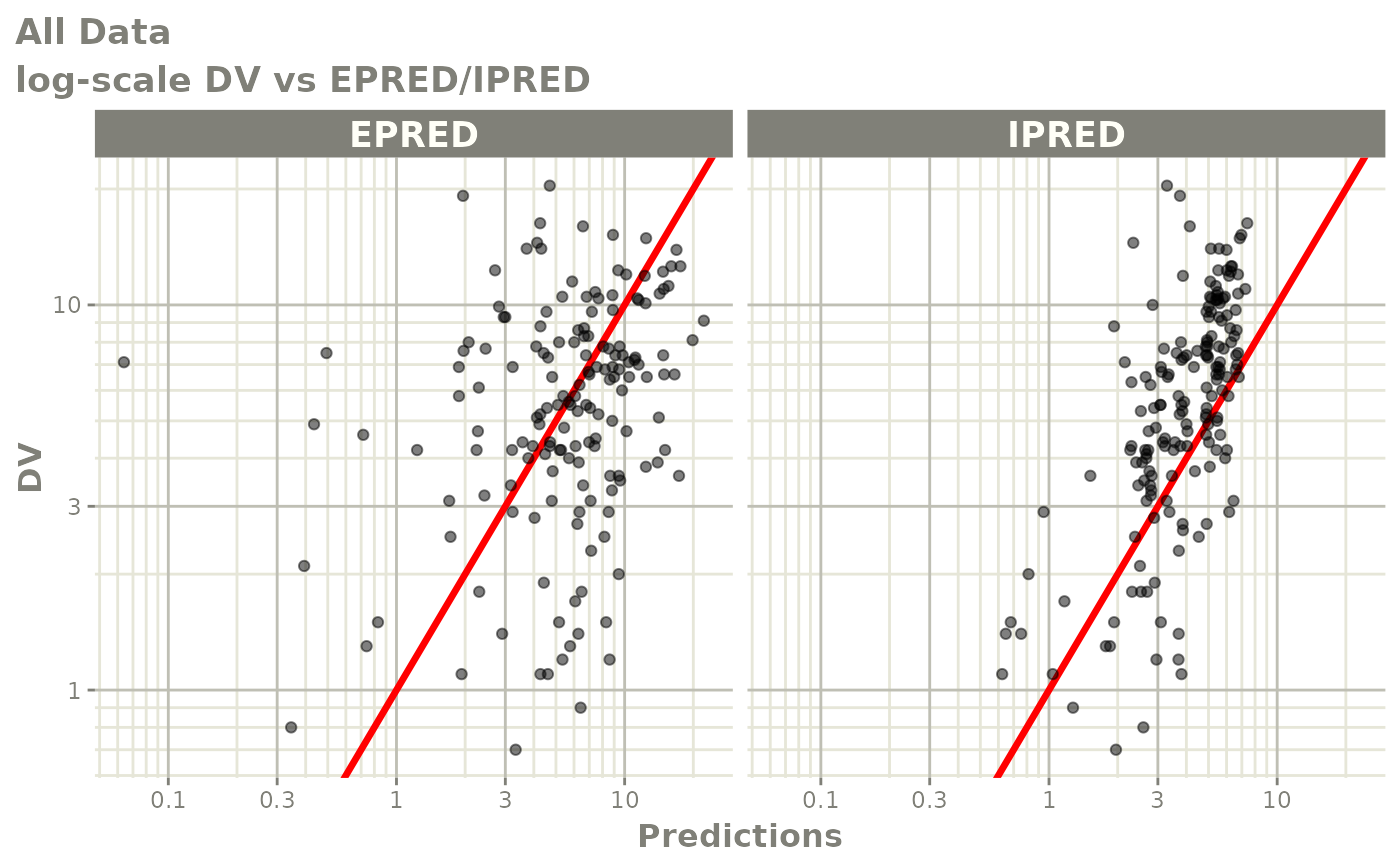 All Data
log-scale DV vs EPRED/IPRED
EPRED IPRED
DV
10
3
1
0.1 0.3 1 3 10 0.1 0.3 1 3 10
Predictions